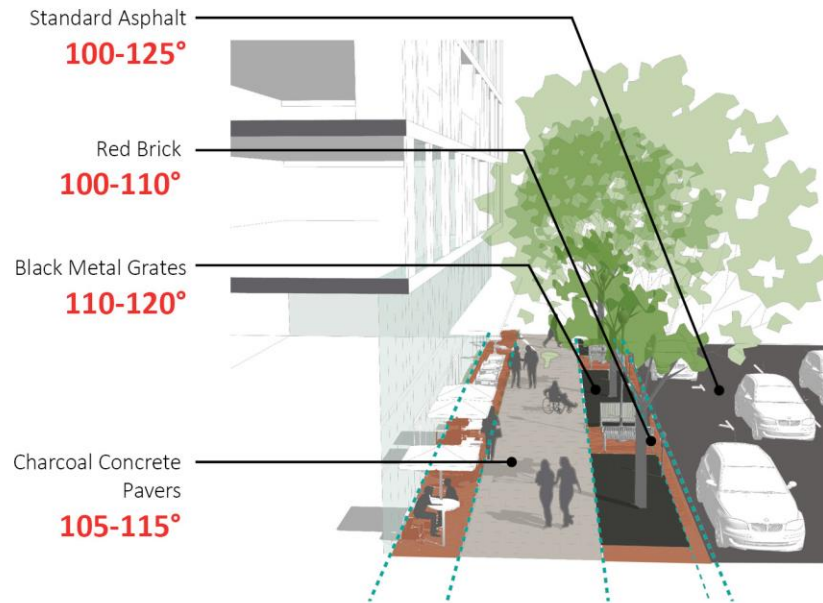 Standard Asphalt
100-125°
Red Brick
100-110°
Black Metal Grates
110-120°
Charcoal Concrete
Pavers
105-115°